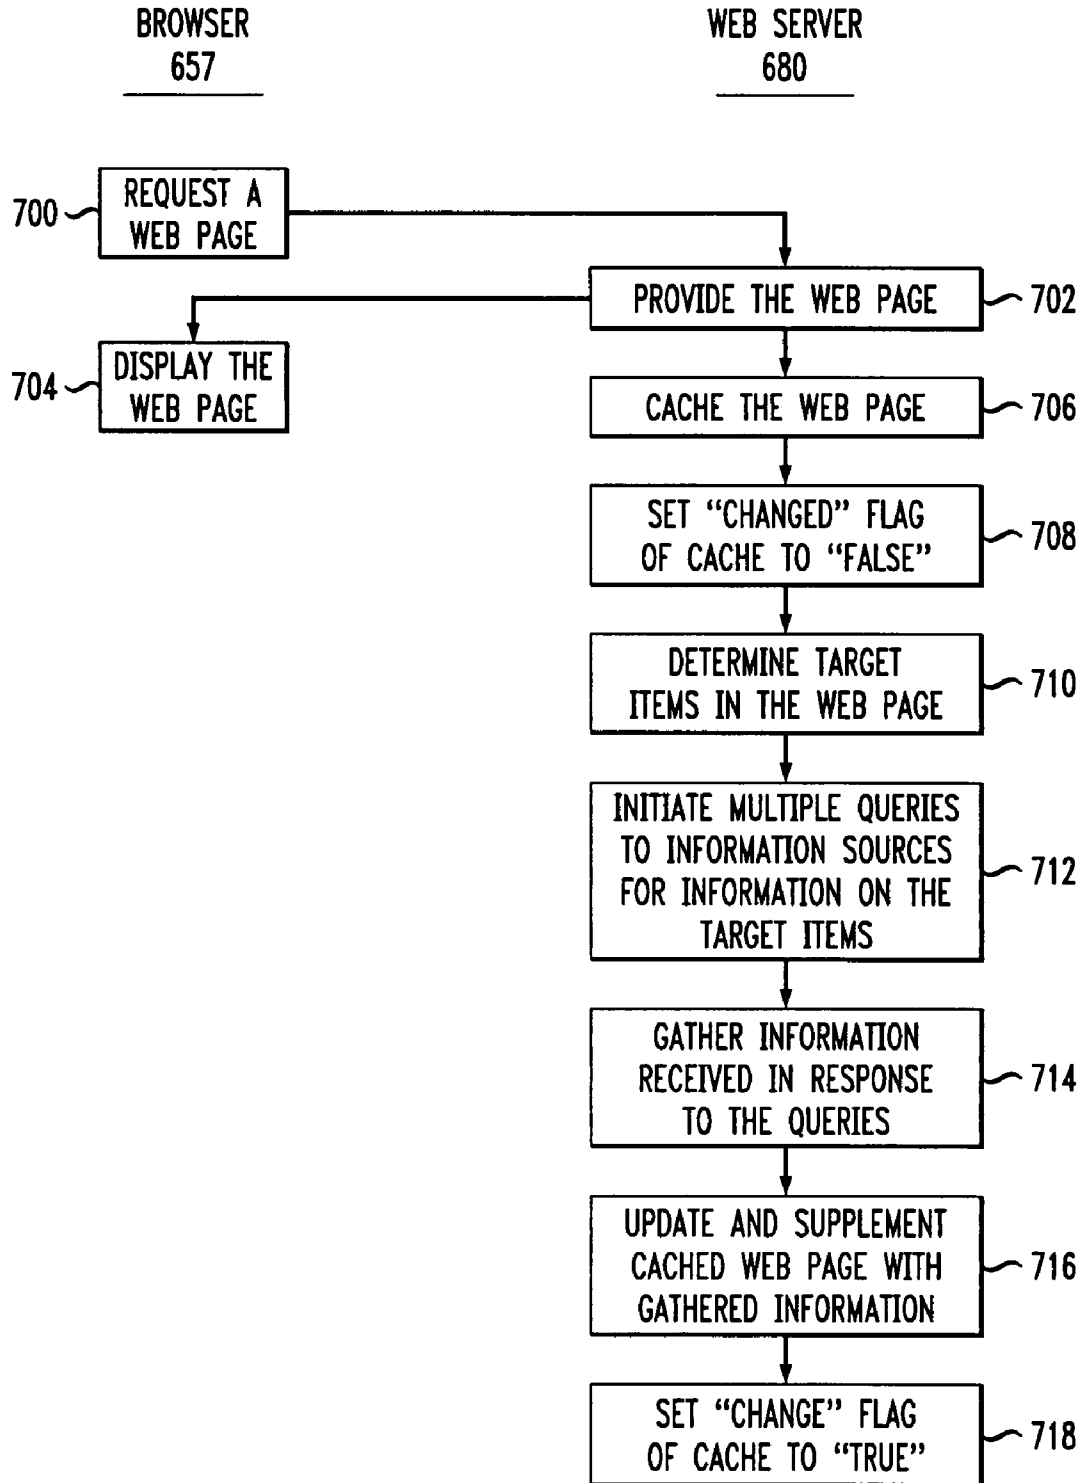 BROWSER
657
WEB SERVER
680
700
REQUEST A
WEB PAGE
PROVIDE THE WEB PAGE
702
704
DISPLAY THE
WEB PAGE
CACHE THE WEB PAGE
706
SET “CHANGED” FLAG
OF CACHE TO “FALSE”
708
DETERMINE TARGET
ITEMS IN THE WEB PAGE
710
INITIATE MULTIPLE QUERIES
TO INFORMATION SOURCES
FOR INFORMATION ON THE
TARGET ITEMS
712
GATHER INFORMATION
RECEIVED IN RESPONSE
TO THE QUERIES
714
UPDATE AND SUPPLEMENT
CACHED WEB PAGE WITH
GATHERED INFORMATION
716
SET “CHANGE” FLAG
OF CACHE TO “TRUE”
718